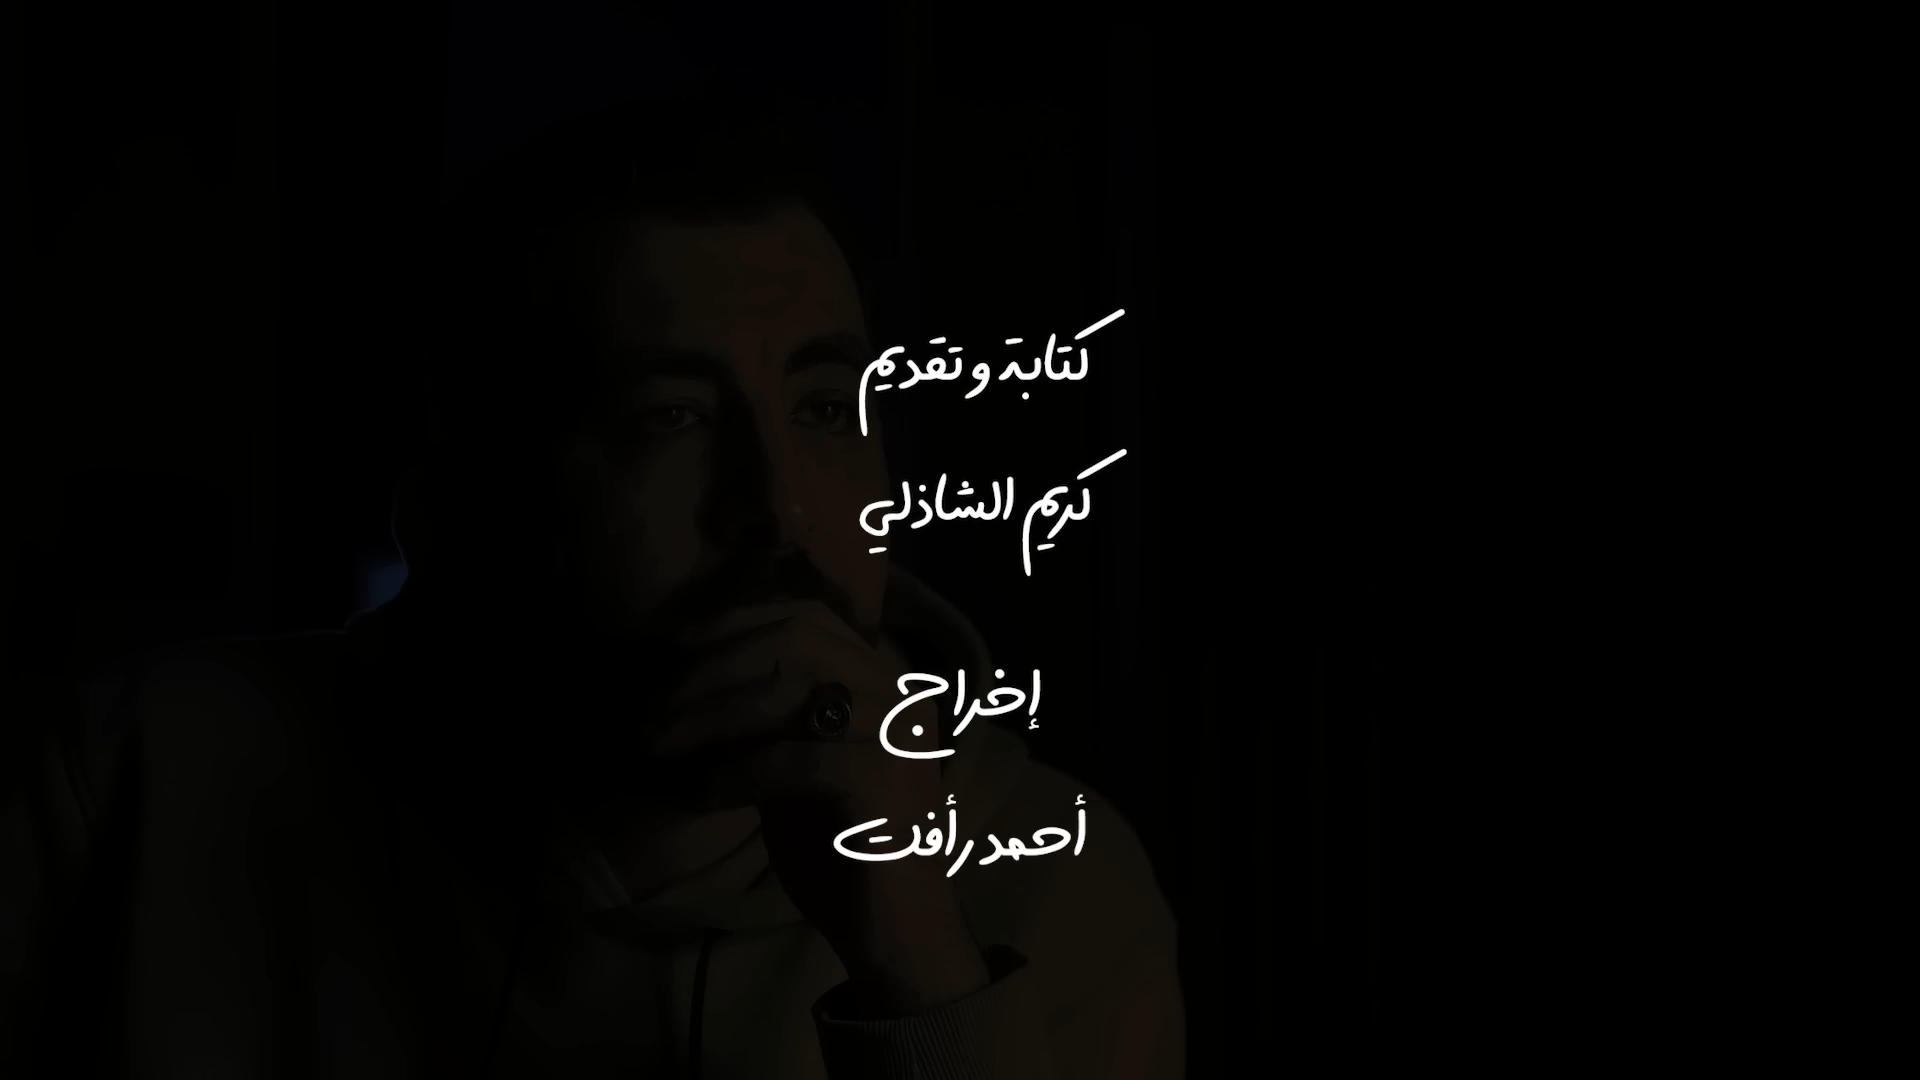 كتابة و تقديم
كريم الشاذلي
إخراج
أحمد رأفت